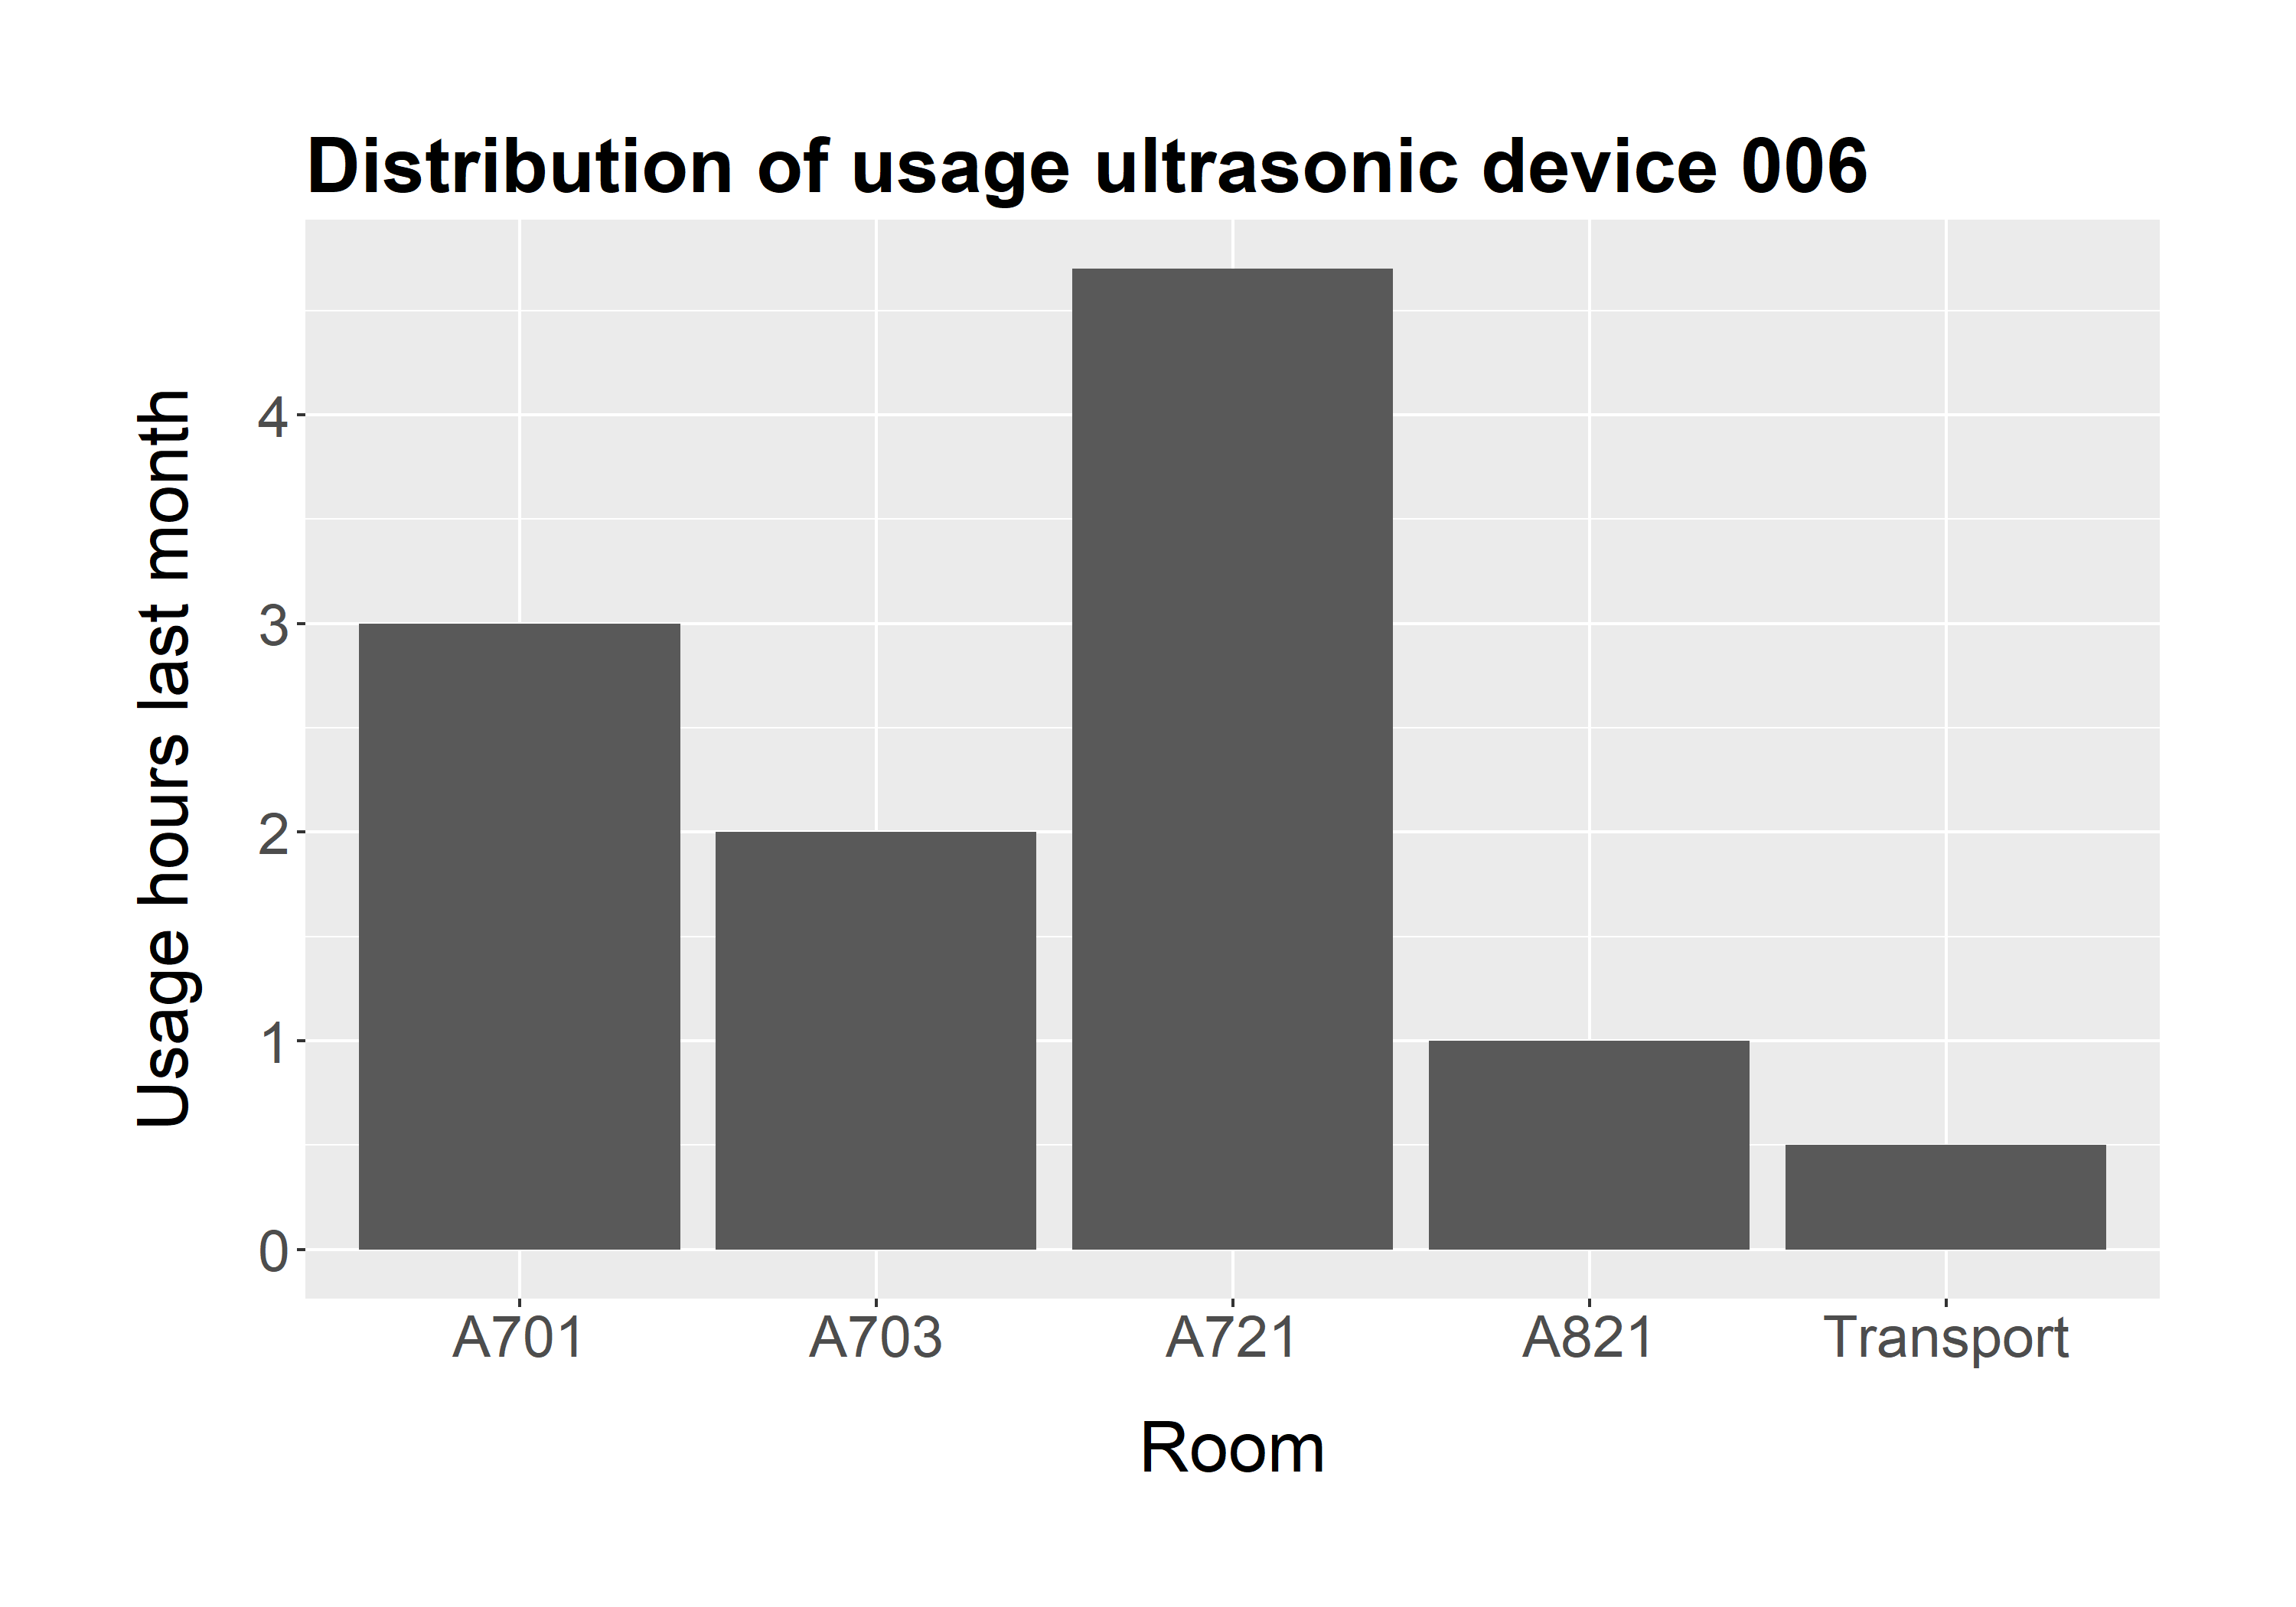 Distribution of usage ultrasonic device 006
Usage hours last month
4
3
2
1
0
A701 A703 A721 A821 Transport
Room